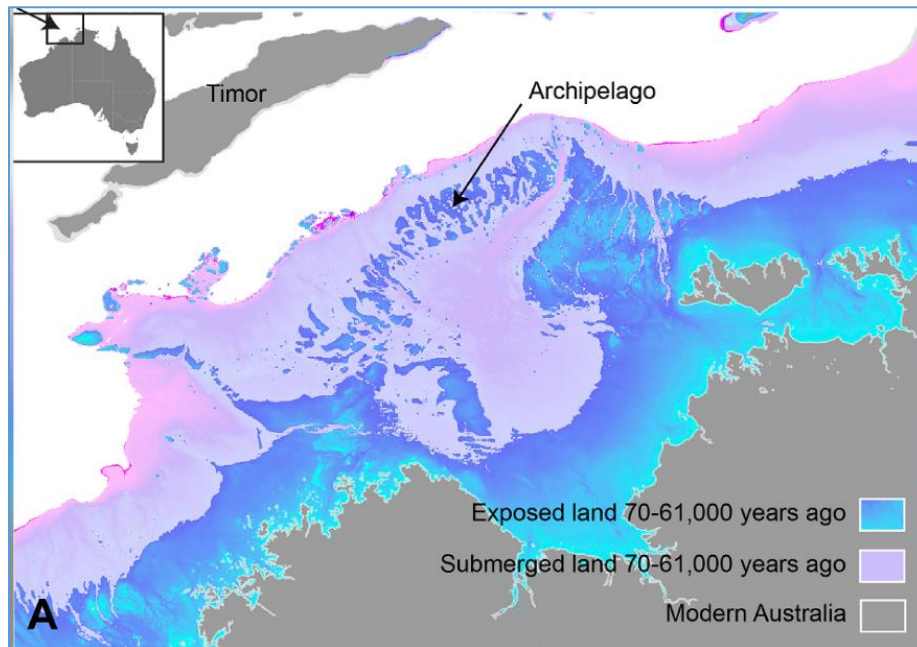 Timor
Archipelago
Exposed land 70-61,000 years ago
Submerged land 70-61,000 years ago
Modern Australia
A